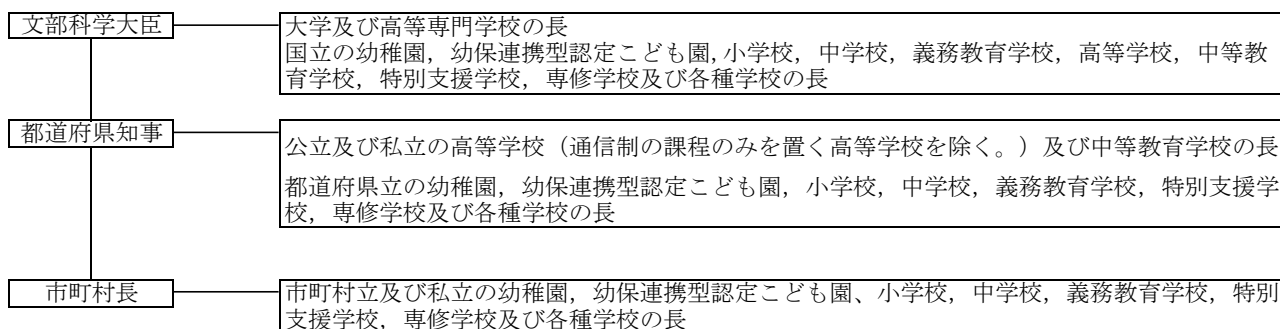 文部科学大臣
大学及び高等専門学校の長
国立の幼稚園，幼保連携型認定こども園,小学校，中学校，義務教育学校，高等学校，中等教
育学校，特別支援学校，専修学校及び各種学校の長
都道府県知事
公立及び私立の高等学校（通信制の課程のみを置く高等学校を除く。）及び中等教育学校の長
都道府県立の幼稚園，幼保連携型認定こども園，小学校，中学校，義務教育学校，特別支援学
校，専修学校及び各種学校の長
市町村長
市町村立及び私立の幼稚園，幼保連携型認定こども園、小学校，中学校，義務教育学校，特別
支援学校，専修学校及び各種学校の長